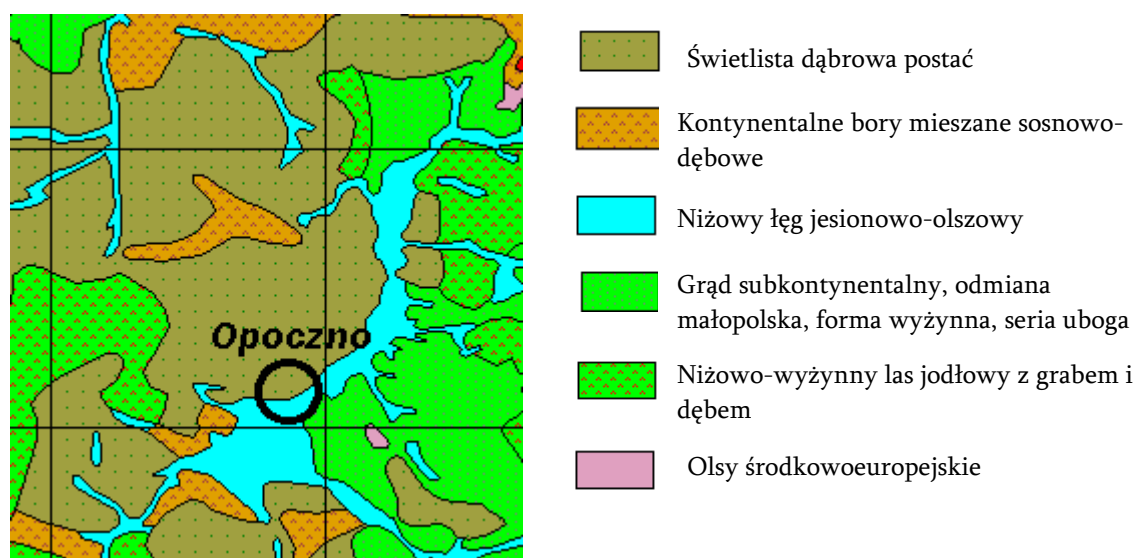 Opoczno
Świetlista dąbrowa postać
Kontynentalne bory mieszane sosnowo-
dębowe
Niżowy łęg jesionowo-olszowy
Grąd subkontynentalny, odmiana
małopolska, forma wyżynna, seria uboga
Niżowo-wyżynny las jodłowy z grabem i
dębem
Olsy środkowoeuropejskie